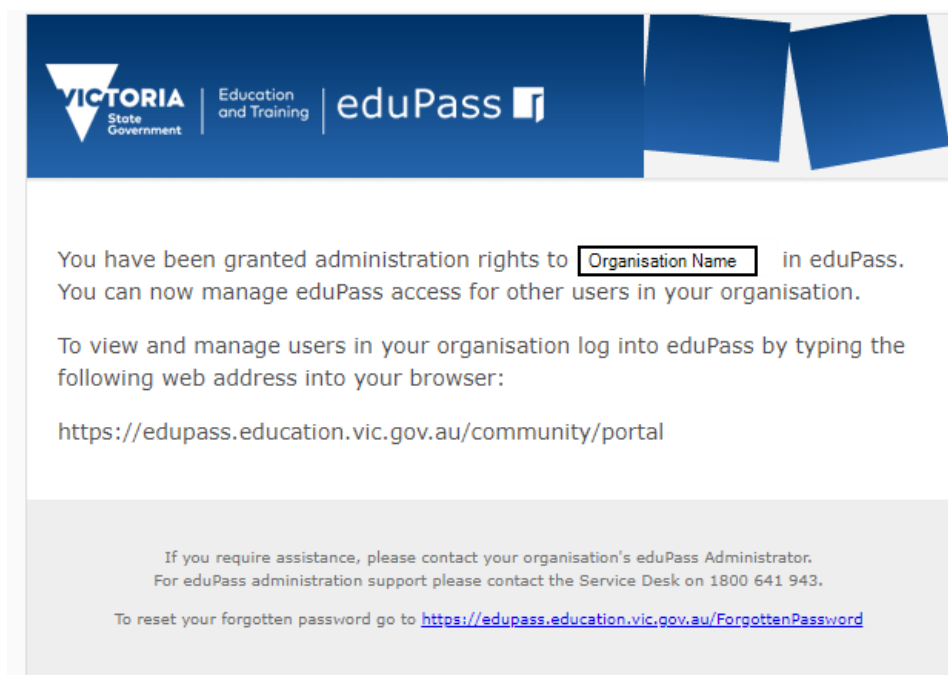 VICTORIA
State
Government
Education
and Training
eduPass
You have been granted administration rights to Organisation Name in eduPass.
You can now manage eduPass access for other users in your organisation.
To view and manage users in your organisation log into eduPass by typing the
following web address into your browser:
https://edupass.education.vic.gov.au/community/portal
If you require assistance, please contact your organisation's eduPass Administrator.
For eduPass administration support please contact the Service Desk on 1800 641 943.
To reset your forgotten password go to https://edupass.education.vic.gov.au/ForgottenPassword